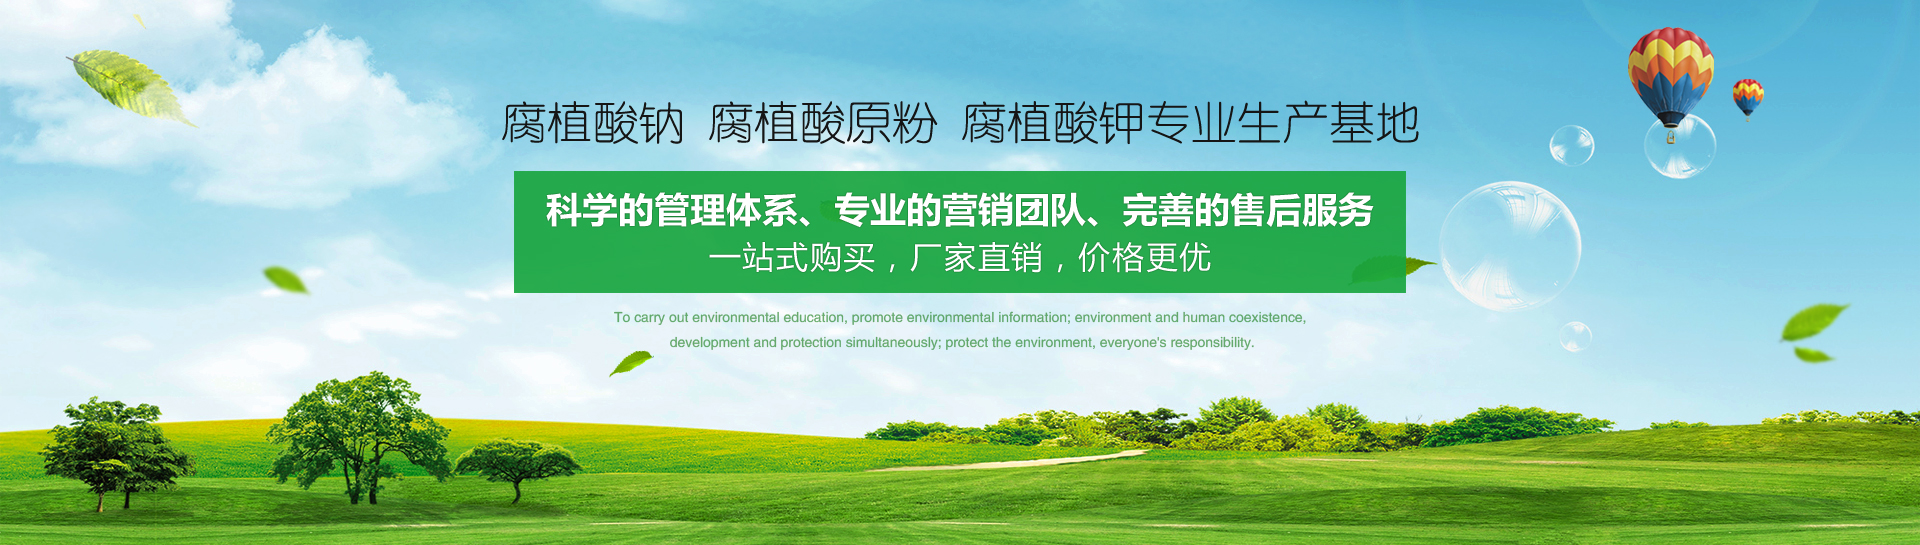 腐植酸钠 腐植酸原粉 腐植酸钾专业生产基地
科学的管理体系、专业的营销团队、完善的售后服务
一站式购买，厂家直销，价格更优
To carry out environmental education, promote environmental information; environment and human coexistence,
development and protection simultaneously; protect the environment, everyone's responsibility.